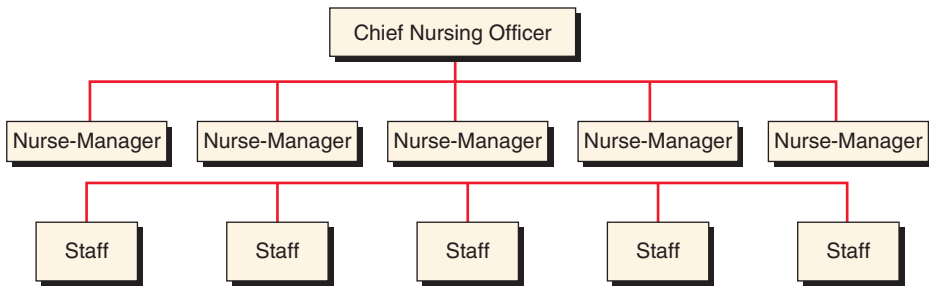 Chief Nursing Officer
Nurse-Manager Nurse-Manager Nurse-Manager Nurse-Manager Nurse-Manager
Staff Staff Staff Staff Staff